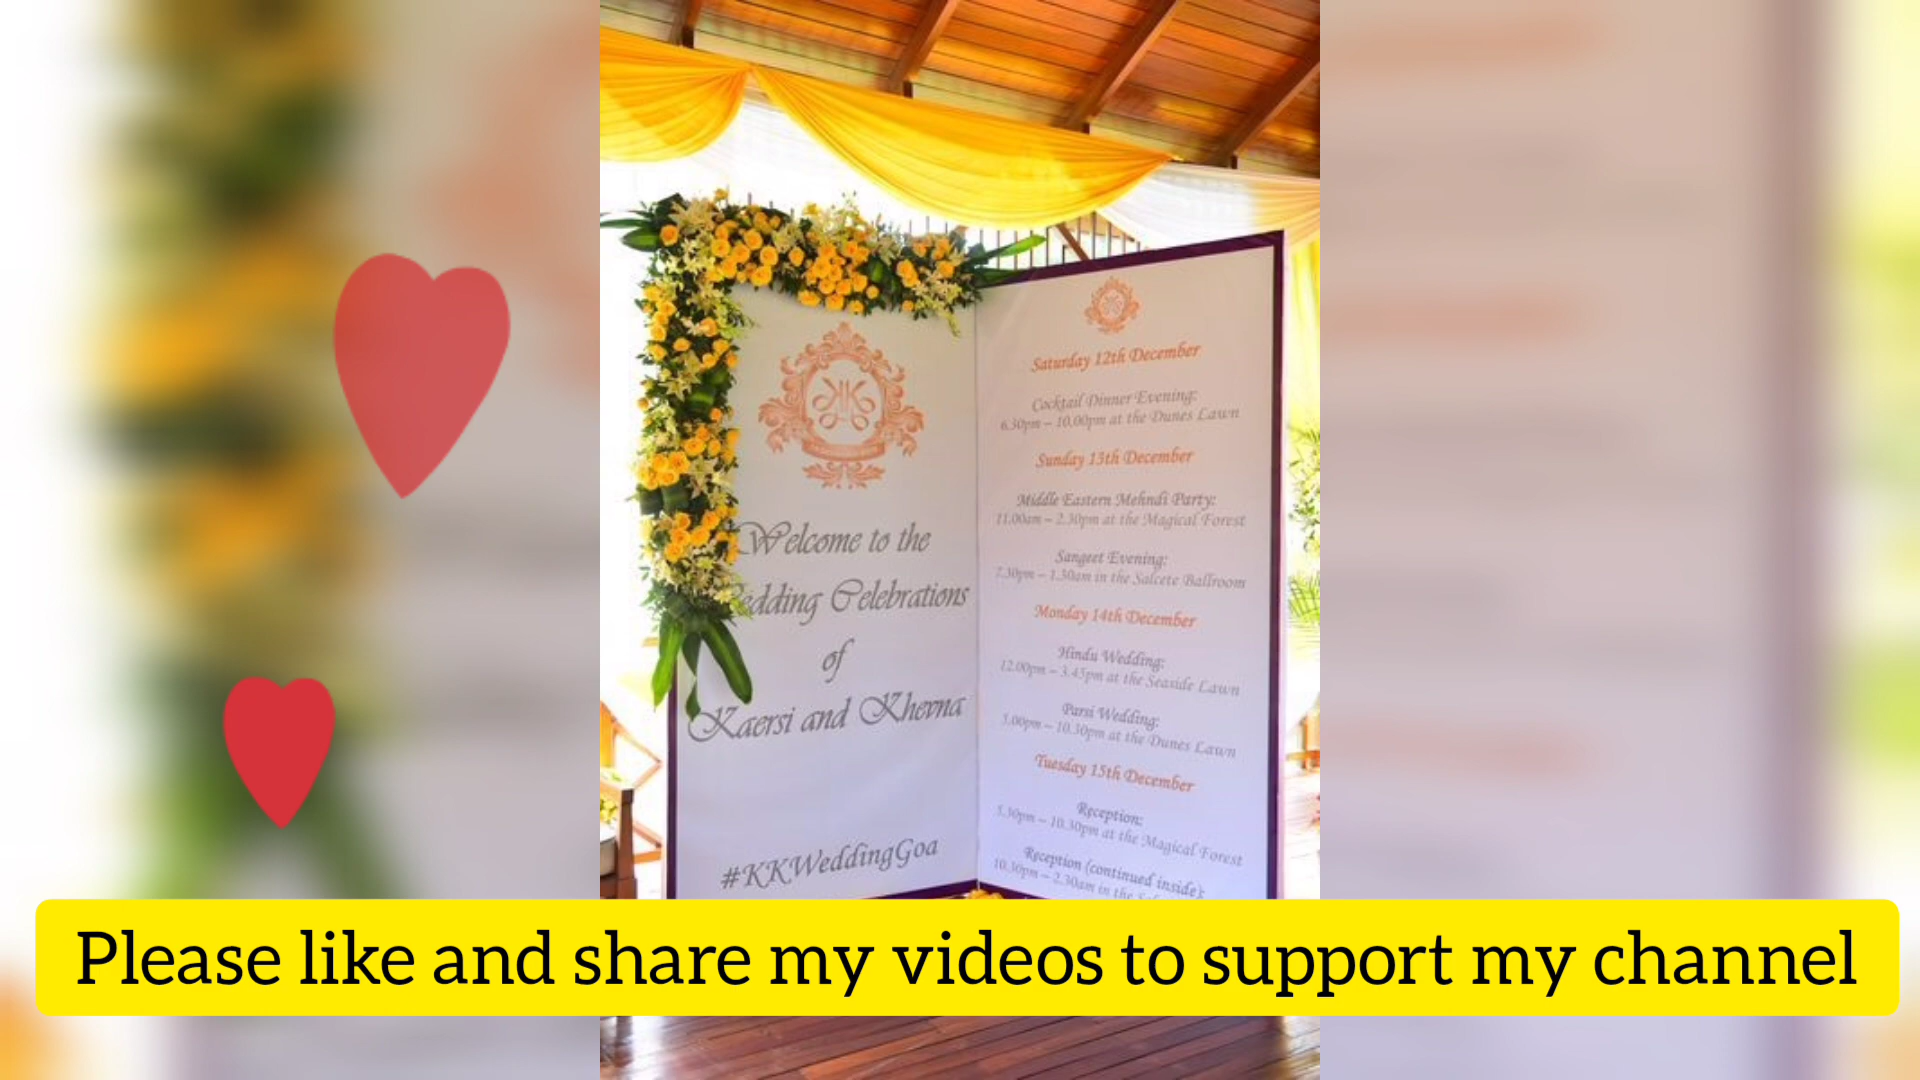 Welcome to the
Wedding Celebrations
of
Kaersi and Khevna
#KKWeddingGoa
Saturday 12th December
Cocktail Dinner Evening:
6.30pm – 10.00pm at the Dunes Lawn
Sunday 13th December
Middle Eastern Mehndi Party:
11.00am – 2.30pm at the Magical Forest
Sangeet Evening:
7.30pm – 1.30am in the Salcete Ballroom
Monday 14th December
Hindu Wedding:
12.00pm – 3.45pm at the Seaside Lawn
Parsi Wedding:
5.00pm – 10.30pm at the Dunes Lawn
Tuesday 15th December
Reception:
5.30pm – 10.30pm at the Magical Forest
Reception (continued inside):
10.30pm – 2.30am in the
Please like and share my videos to support my channel